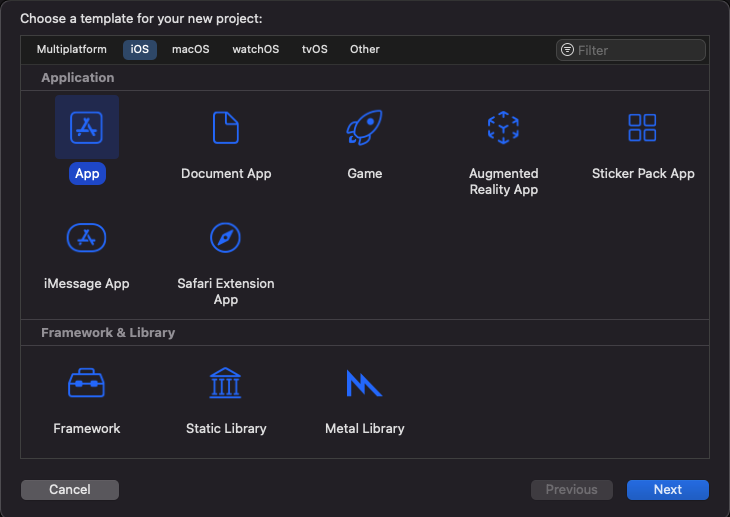 Choose a template for your new project:
Multiplatform iOS macOS watchOS tvOS Other Filter
Application
App Document App Game Augmented Sticker Pack App
Reality App
iMessage App Safari Extension
App
Framework & Library
Framework Static Library Metal Library
Cancel Previous Next